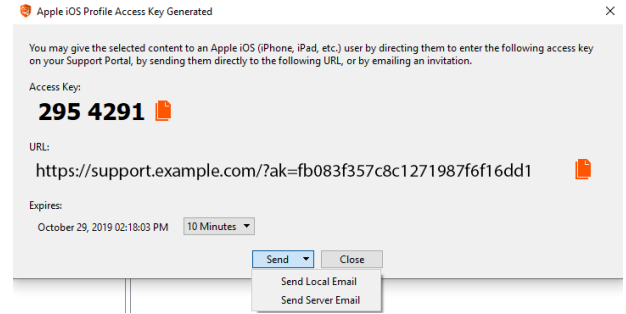 Apple iOS Profile Access Key Generated
You may give the selected content to an Apple iOS (iPhone, iPad, etc.) user by directing them to enter the following access key
on your Support Portal, by sending them directly to the following URL, or by emailing an invitation.
Access Key:
295 4291
URL:
https://support.example.com/?ak=fb083f357c8c1271987f6f16dd1
Expires:
October 29, 2019 02:18:03 PM 10 Minutes
Send Close
Send Local Email
Send Server Email